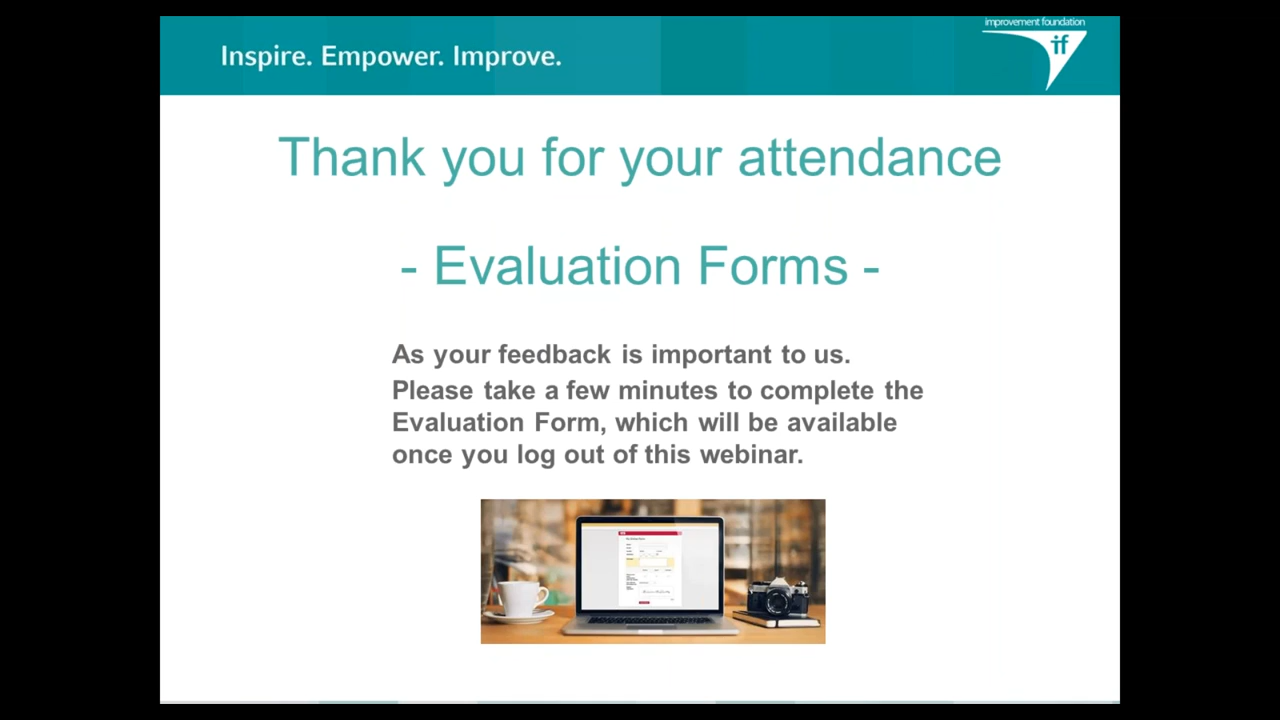 improvement foundation
if
Inspire. Empower. Improve.
Thank you for your attendance
- Evaluation Forms -
As your feedback is important to us.
Please take a few minutes to complete the
Evaluation Form, which will be available
once you log out of this webinar.